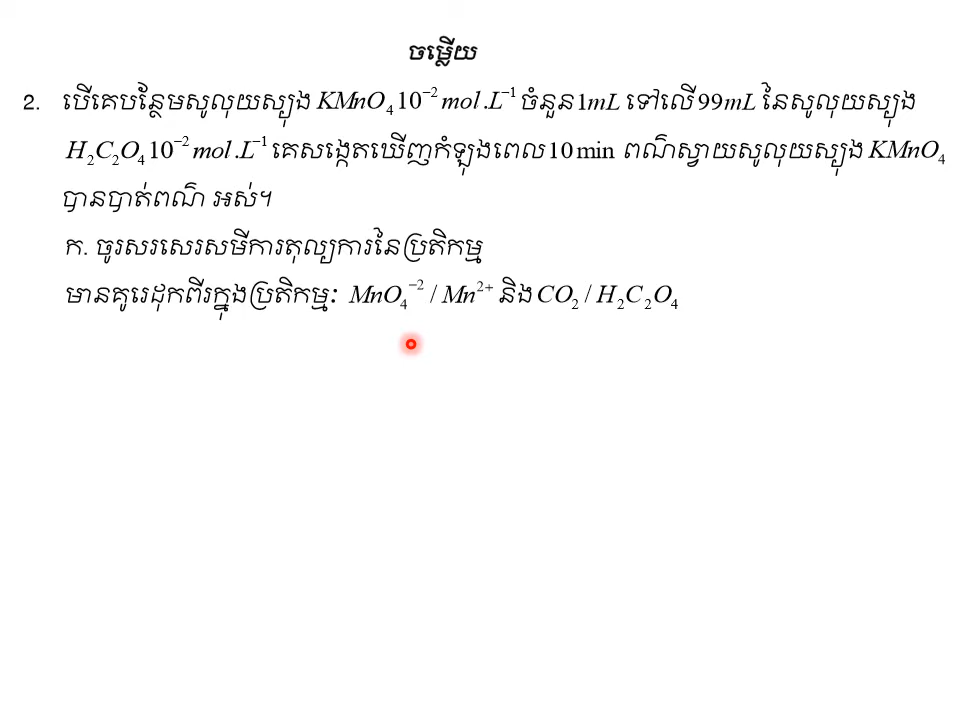 ចម្លើយ
2. បើគេបន្ថែមសូលុយស្យុង KMnO₄ 10⁻² mol.L⁻¹ ចំនួន 1mL ទៅលើ 99mL នៃសូលុយស្យុង
H₂C₂O₄ 10⁻² mol.L⁻¹ គេសង្កេតឃើញកំឡុងពេល 10 min ពណ៌ស្វាយសូលុយស្យុង KMnO₄
បានបាត់ពណ៌ អស់។
ក. ចូរសរសេរសមីការតុល្យការនៃប្រតិកម្ម
មានគូរេដុកពីរក្នុងប្រតិកម្ម៖ MnO₄⁻² / Mn²⁺ និង CO₂ / H₂C₂O₄